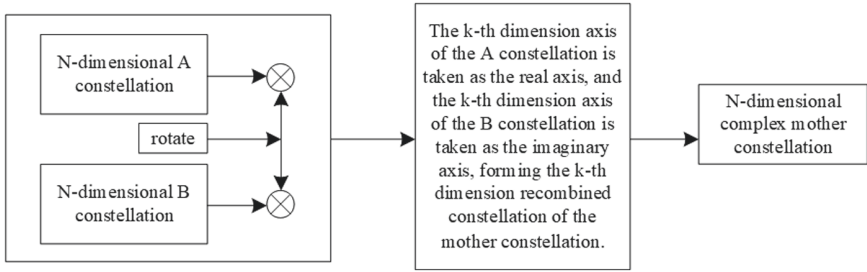 N-dimensional A
constellation
rotate
N-dimensional B
constellation
The k-th dimension axis
of the A constellation is
taken as the real axis, and
the k-th dimension axis
of the B constellation is
taken as the imaginary
axis, forming the k-th
dimension recombined
constellation of the
mother constellation.
N-dimensional
complex mother
constellation